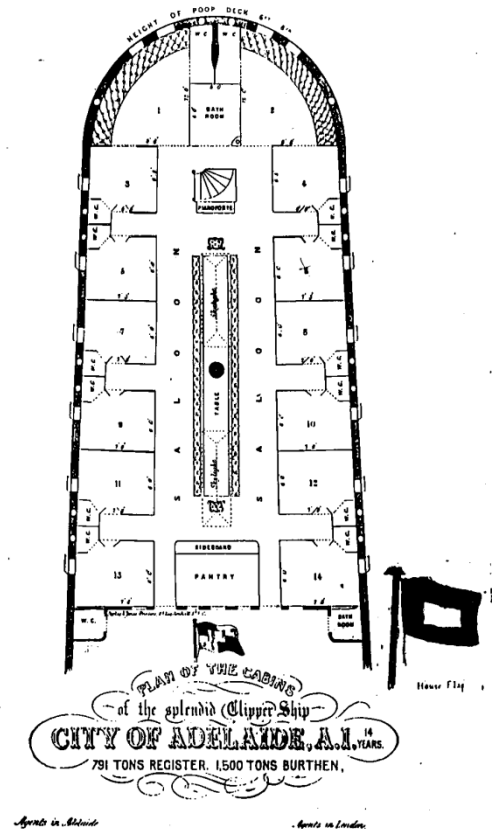 HEIGHT OF POOP DECK 6FT 8IN
W.C. W.C.
1 BATH ROOM 2
3 4
PIANOFORTE
W.C. W.C.
W.C. W.C.
5 6
Skylight
7 8
SALOON SALOON
W.C. W.C.
W.C. W.C.
TABLE
9 10
Skylight
11 12
W.C. W.C.
W.C. W.C.
SIDEBOARD
13 PANTRY 14
W.C. BATH ROOM
House Flag
PLAN OF THE CABINS
of the splendid Clipper Ship
CITY OF ADELAIDE, A.I. 14 YEARS.
791 TONS REGISTER. 1,500 TONS BURTHEN,
Agents in Adelaide Agents in London.